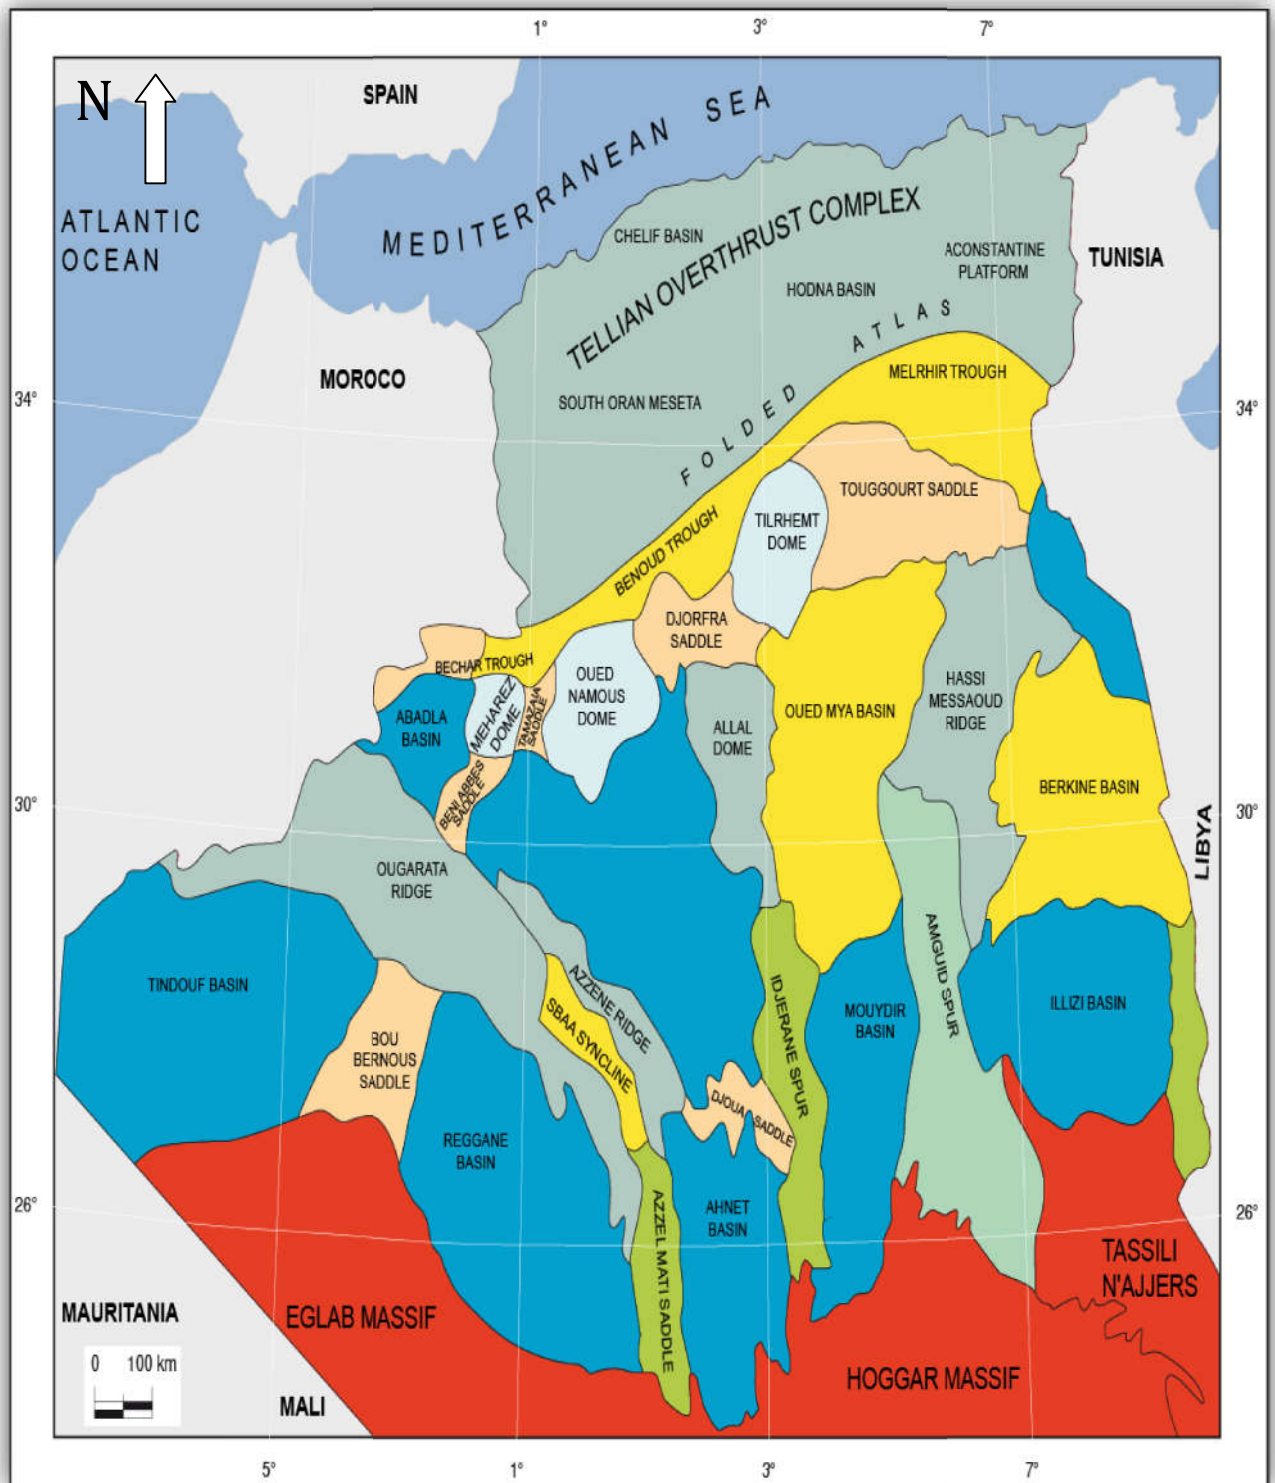 1° 3° 7°
N
SPAIN
MEDITERRANEAN SEA
ATLANTIC
OCEAN
CHELIF BASIN
TELLIAN OVERTHRUST COMPLEX
ACONSTANTINE
PLATFORM
TUNISIA
HODNA BASIN
FOLDED ATLAS
MOROCO
MELRHIR TROUGH
34° 34°
SOUTH ORAN MESETA
TOUGGOURT SADDLE
TILRHEMT
DOME
BENOUD TROUGH
DJORFRA
SADDLE
BECHAR TROUGH
OUED
NAMOUS
DOME
HASSI
MESSAOUD
RIDGE
ABADLA
BASIN
MEHAREZ
DOME
TAMAZAIA
SADDLE
ALLAL
DOME
OUED MYA BASIN
BENI ABBES
SADDLE
BERKINE BASIN
30° 30°
LIBYA
OUGARATA
RIDGE
AMGUID SPUR
TINDOUF BASIN
AZZENE RIDGE
IDJERANE SPUR
SBAA SYNCLINE
MOUYDIR
BASIN
ILLIZI BASIN
BOU
BERNOUS
SADDLE
DJOUA SADDLE
REGGANE
BASIN
AHNET
BASIN
26° 26°
AZZEL MATI SADDLE
TASSILI
N'AJJERS
MAURITANIA
EGLAB MASSIF
0 100 km
HOGGAR MASSIF
MALI
5° 1° 3° 7°